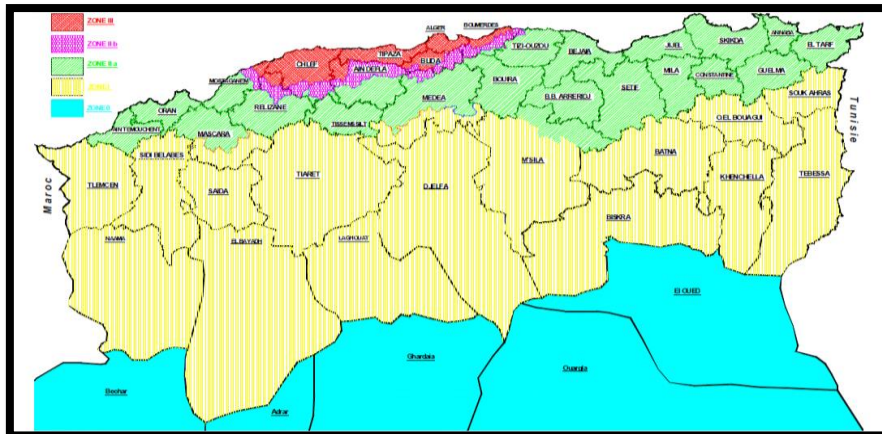 ZONE III
ZONE II b
ZONE II a
ZONE I
ZONE 0
ALGER
BOUMERDES
TIPAZA
BLIDA
CHLEF
AIN DEFLA
TIZI-OUZOU
BEJAIA
JIJEL
SKIKDA
ANNABA
EL TARF
MOSTAGANEM
RELIZANE
MEDEA
BOUIRA
B.B. ARRERIDJ
SETIF
MILA
CONSTANTINE
GUELMA
SOUK AHRAS
ORAN
AIN TEMOUCHENT
MASCARA
TISSEMSSILT
O.EL BOUAGUI
SIDI BELABES
TLEMCEN
SAIDA
TIARET
DJELFA
M'SILA
BATNA
KHENCHELLA
TEBESSA
BISKRA
NAAMA
EL BAYADH
LAGHOUAT
El OUED
Ghardaia
Ouargla
Bechar
Adrar
Maroc
Tunisie